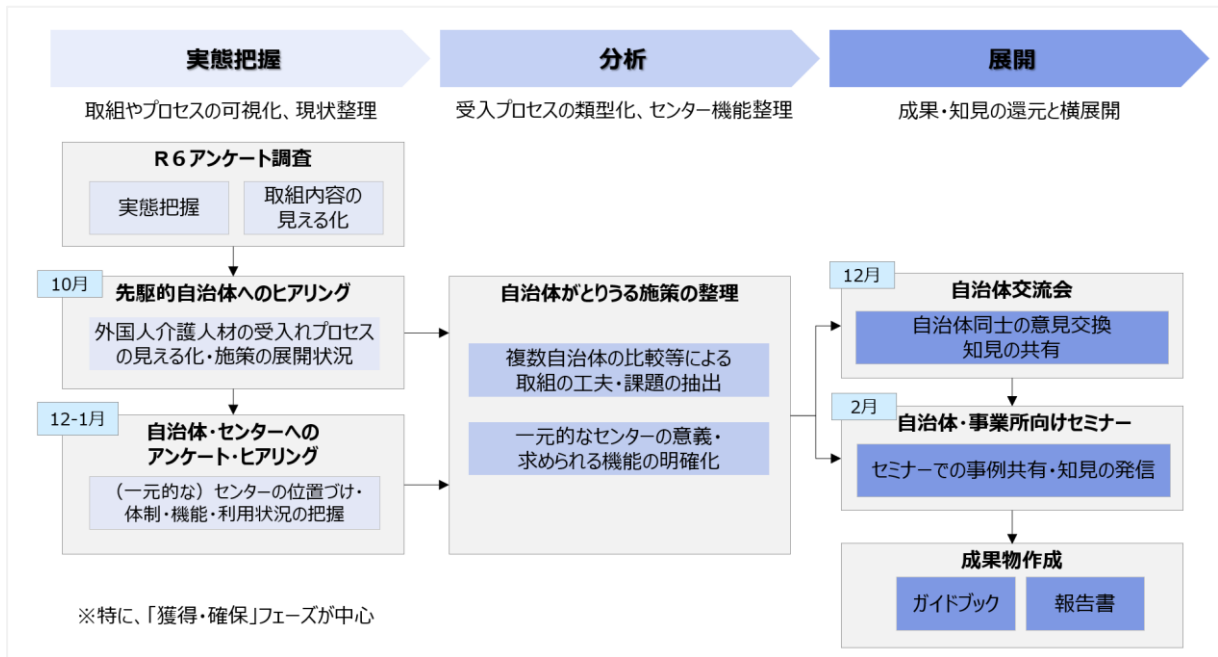 実態把握
分析
展開
取組やプロセスの可視化、現状整理
受入プロセスの類型化、センター機能整理
成果・知見の還元と横展開
R6アンケート調査
実態把握
取組内容の
見える化
10月
先駆的自治体へのヒアリング
外国人介護人材の受入れプロセス
の見える化・施策の展開状況
12-1月
自治体・センターへの
アンケート・ヒアリング
（一元的な）センターの位置づけ・
体制・機能・利用状況の把握
※特に、「獲得・確保」フェーズが中心
自治体がとりうる施策の整理
複数自治体の比較等による
取組の工夫・課題の抽出
一元的なセンターの意義・
求められる機能の明確化
12月
自治体交流会
自治体同士の意見交換
知見の共有
2月
自治体・事業所向けセミナー
セミナーでの事例共有・知見の発信
成果物作成
ガイドブック
報告書